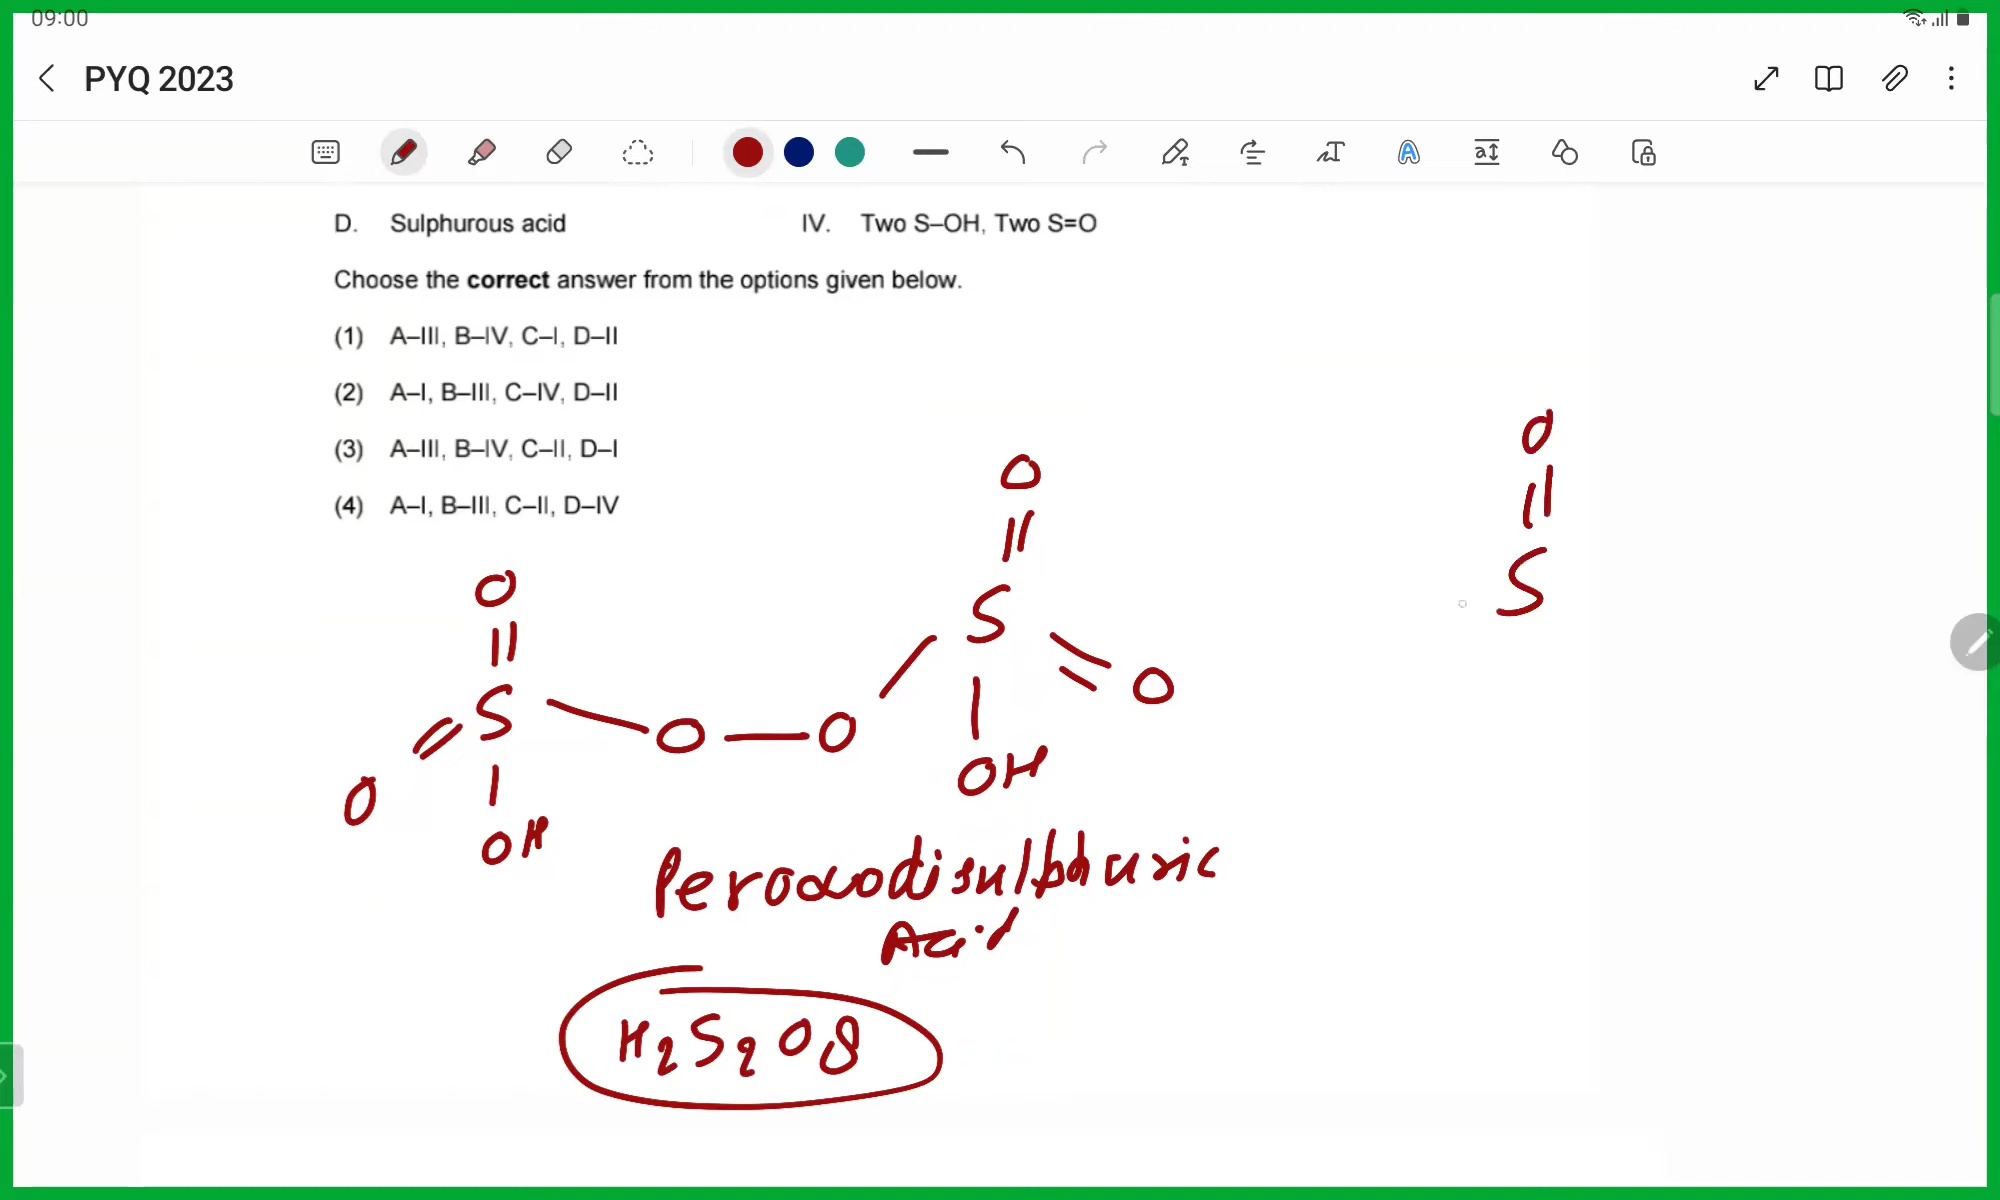 09:00
PYQ 2023
D. Sulphurous acid IV. Two S–OH, Two S=O
Choose the correct answer from the options given below.
(1) A–III, B–IV, C–I, D–II
(2) A–I, B–III, C–IV, D–II
(3) A–III, B–IV, C–II, D–I
(4) A–I, B–III, C–II, D–IV
O
O
S
O
S
O
O
S
O — O
O
OH
OH
Peroxodisulphuric
Acid
H2S2O8